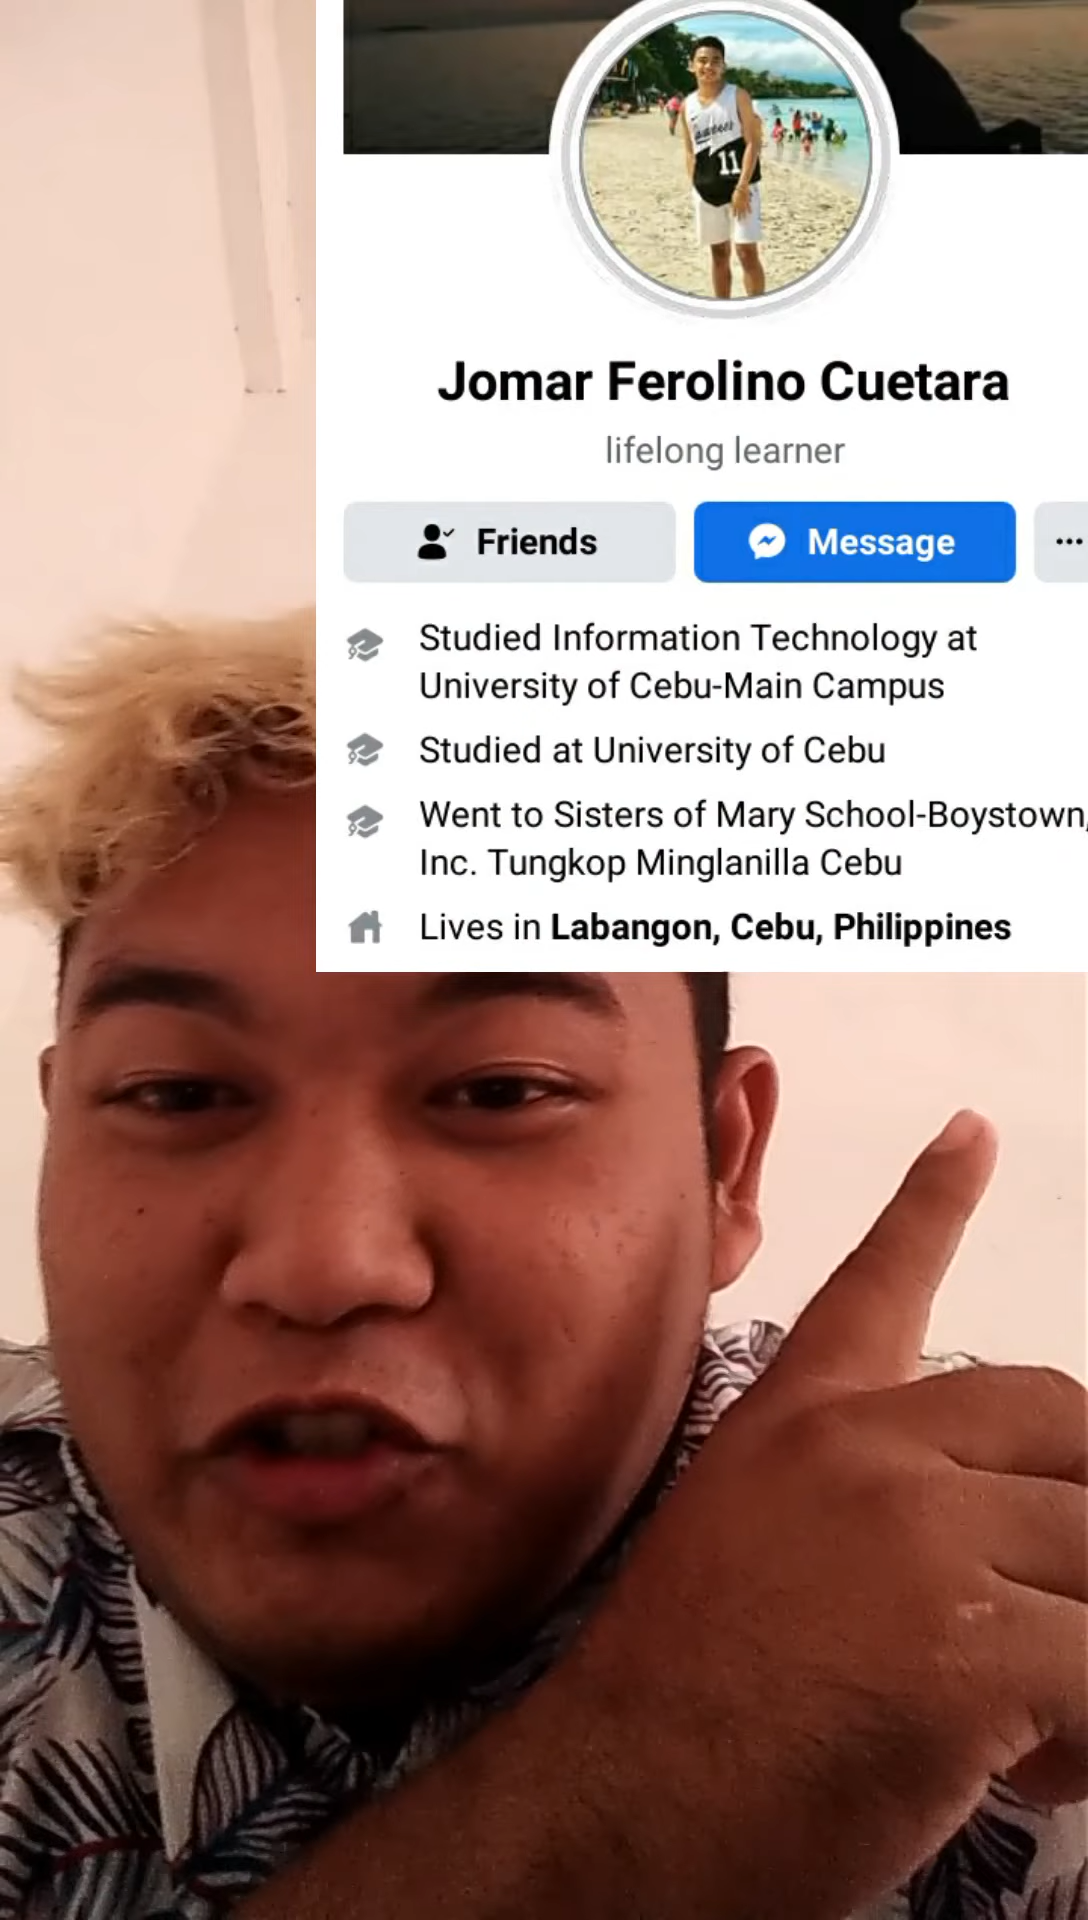 11
Jomar Ferolino Cuetara
lifelong learner
Friends
Message
Studied Information Technology at
University of Cebu-Main Campus
Studied at University of Cebu
Went to Sisters of Mary School-Boystown,
Inc. Tungkop Minglanilla Cebu
Lives in Labangon, Cebu, Philippines